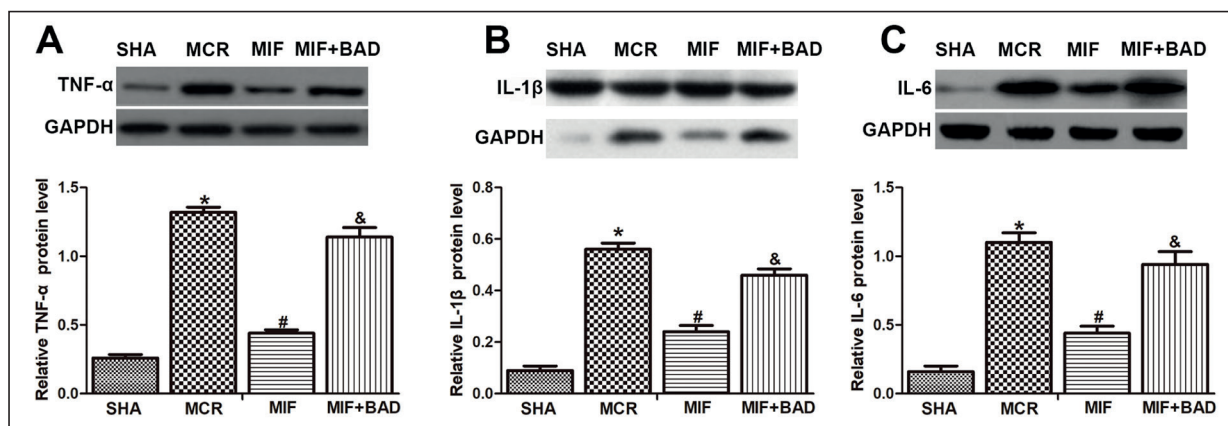 A
SHA MCR MIF MIF+BAD
TNF-α
GAPDH
Relative TNF-α protein level
1.5
1.0
0.5
0.0
*
#
&
SHA MCR MIF MIF+BAD
B
SHA MCR MIF MIF+BAD
IL-1β
GAPDH
Relative IL-1β protein level
0.8
0.6
0.4
0.2
0.0
*
#
&
SHA MCR MIF MIF+BAD
C
SHA MCR MIF MIF+BAD
IL-6
GAPDH
Relative IL-6 protein level
1.5
1.0
0.5
0.0
*
#
&
SHA MCR MIF MIF+BAD